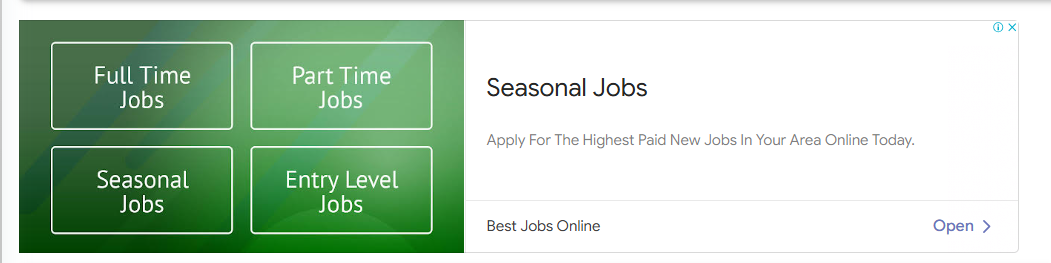 Full Time
Jobs
Part Time
Jobs
Seasonal
Jobs
Entry Level
Jobs
Seasonal Jobs
Apply For The Highest Paid New Jobs In Your Area Online Today.
Best Jobs Online
Open